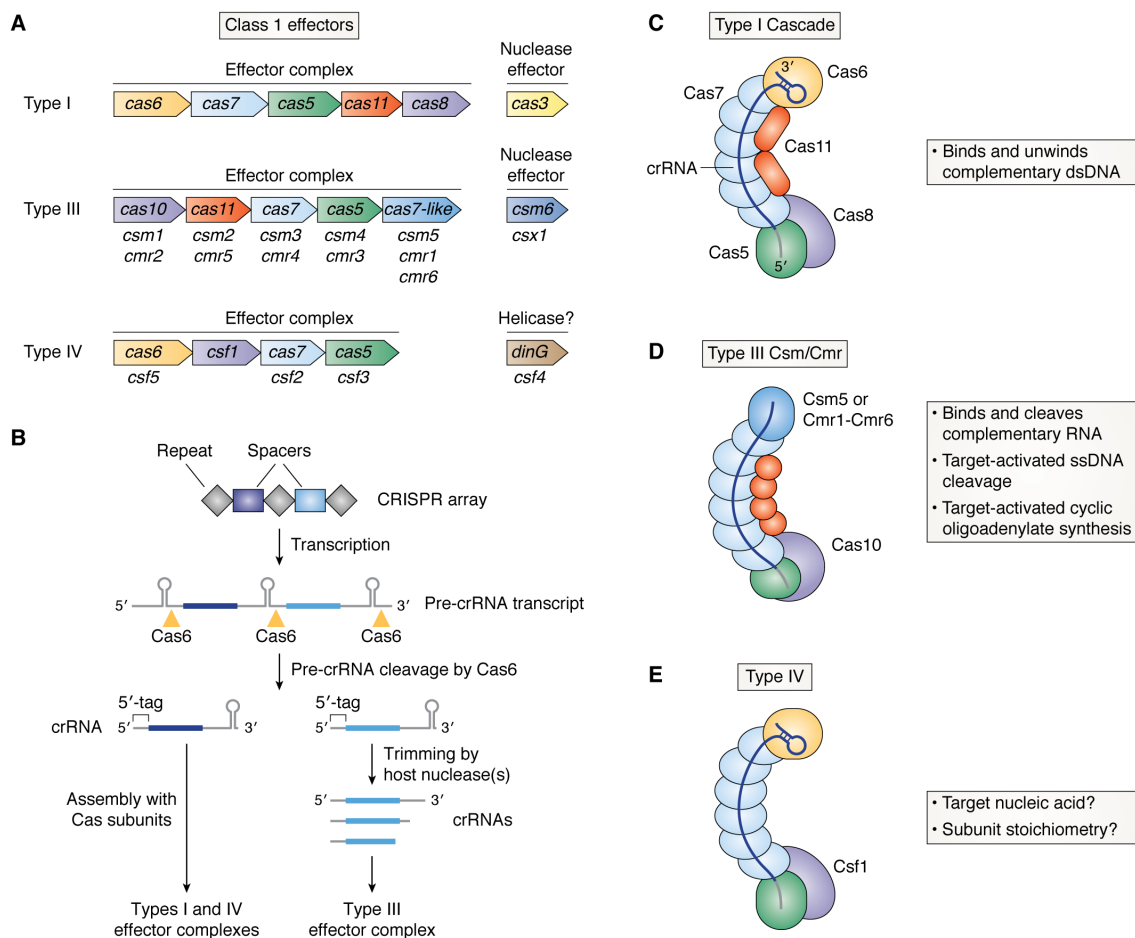 A
Class 1 effectors
Effector complex
Nuclease
effector
Type I
cas6 cas7 cas5 cas11 cas8 cas3
Effector complex
Nuclease
effector
Type III
cas10 cas11 cas7 cas5 cas7-like csm6
csm1 csm2 csm3 csm4 csm5 csx1
cmr2 cmr5 cmr4 cmr3 cmr1
cmr6
Effector complex
Helicase?
Type IV
cas6 csf1 cas7 cas5 dinG
csf5 csf2 csf3 csf4
B
Repeat Spacers
CRISPR array
Transcription
5′ 3′ Pre-crRNA transcript
Cas6 Cas6 Cas6
Pre-crRNA cleavage by Cas6
5′-tag 5′-tag
crRNA 5′ 3′ 5′ 3′
Trimming by
host nuclease(s)
5′ 3′
crRNAs
Assembly with
Cas subunits
Types I and IV
effector complexes
Type III
effector complex
C
Type I Cascade
3′
Cas6
Cas7
Cas11
crRNA
Cas8
Cas5
5′
• Binds and unwinds
complementary dsDNA
D
Type III Csm/Cmr
Csm5 or
Cmr1-Cmr6
Cas10
• Binds and cleaves
complementary RNA
• Target-activated ssDNA
cleavage
• Target-activated cyclic
oligoadenylate synthesis
E
Type IV
Csf1
• Target nucleic acid?
• Subunit stoichiometry?